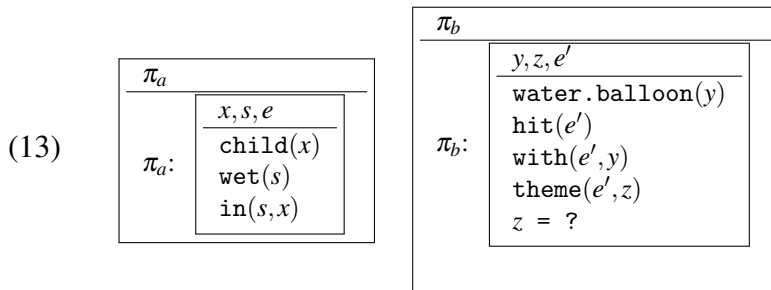 (13)
π_a
π_a:
x, s, e
child(x)
wet(s)
in(s,x)
π_b
π_b:
y, z, e′
water.balloon(y)
hit(e′)
with(e′,y)
theme(e′,z)
z = ?